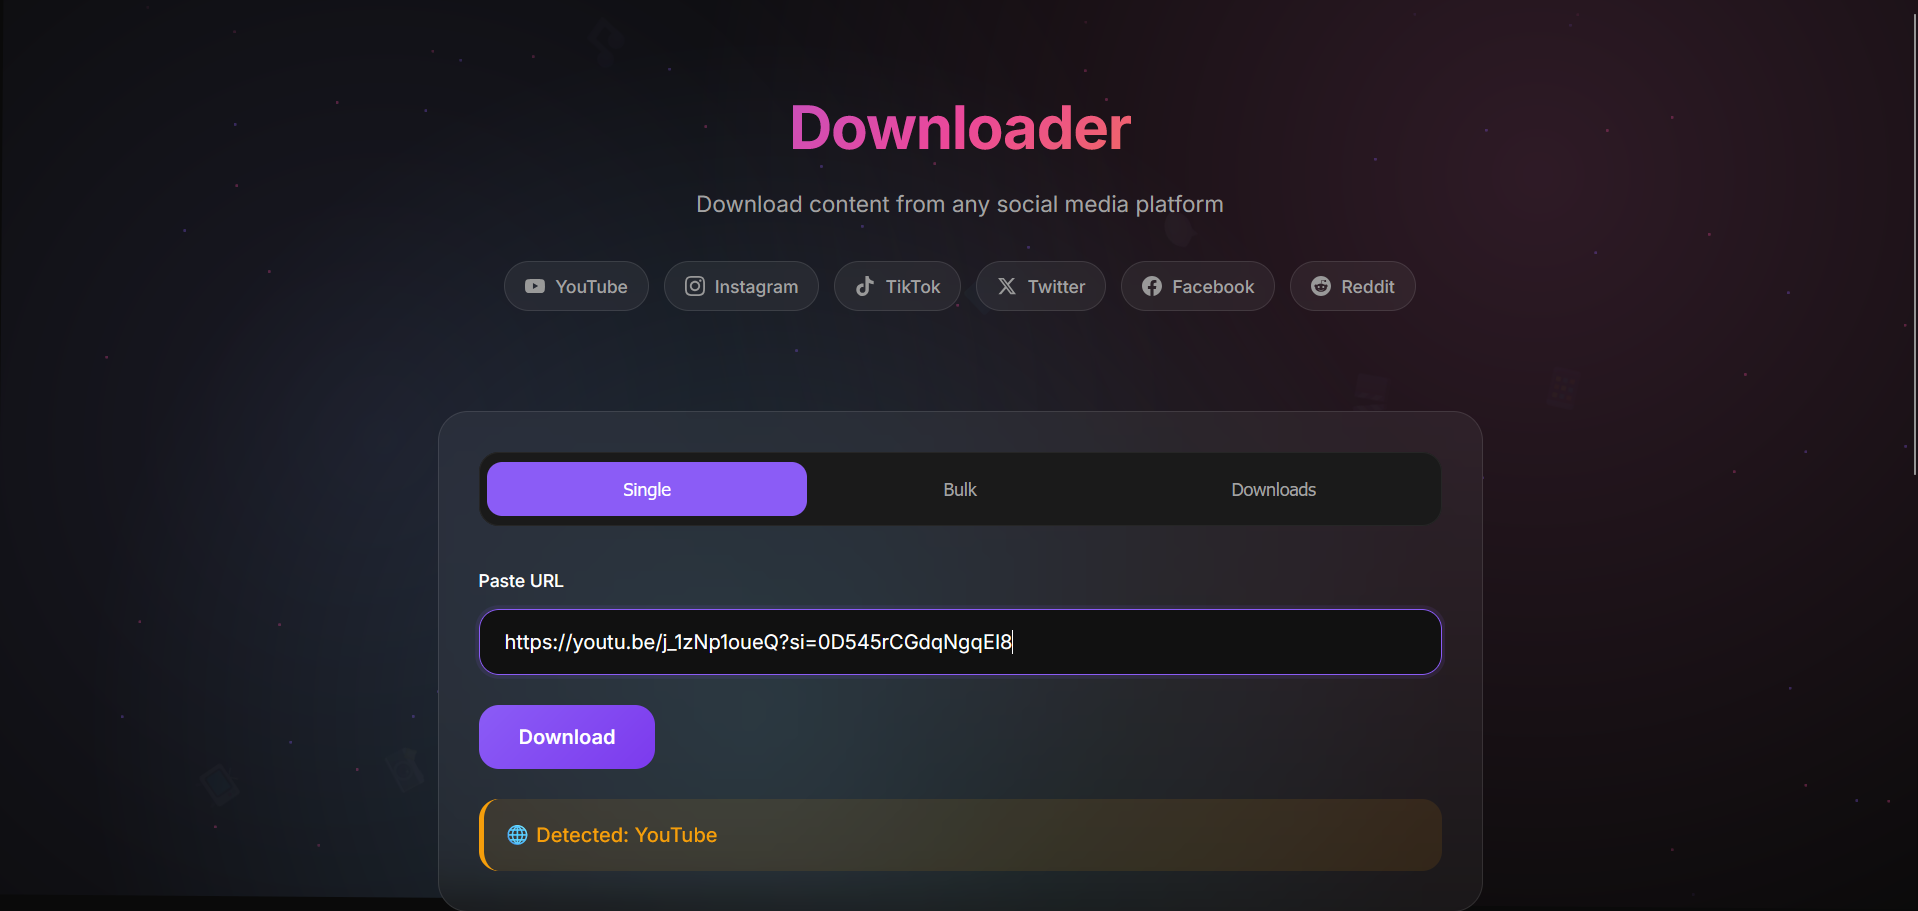 Downloader
Download content from any social media platform
YouTube Instagram TikTok Twitter Facebook Reddit
Single Bulk Downloads
Paste URL
https://youtu.be/j_1zNp1oueQ?si=0D545rCGdqNgqEI8
Download
Detected: YouTube